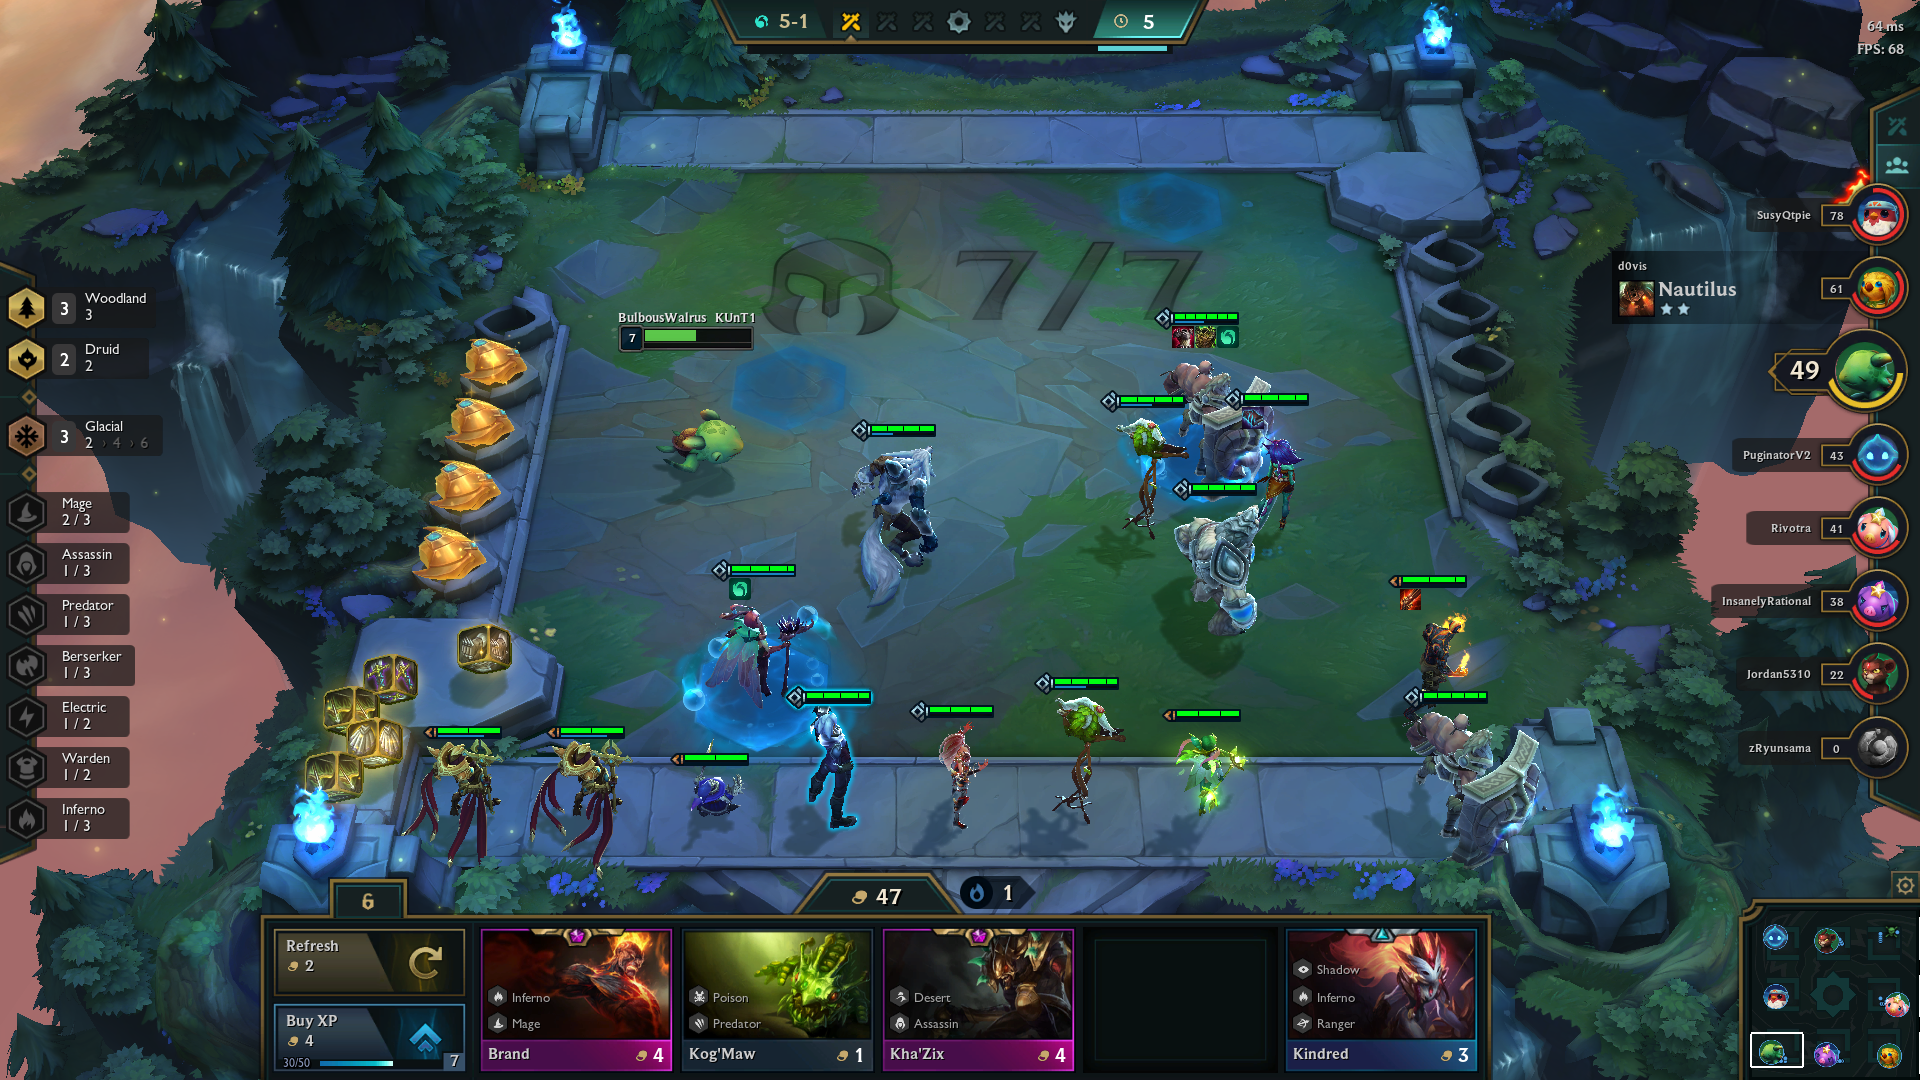 5-1
5
64 ms
FPS: 68
SusyQtpie 78
d0vis
Nautilus
61
49
PuginatorV2 43
Rivotra 41
InsanelyRational 38
Jordan5310 22
zRyunsama 0
3 Woodland
3
2 Druid
2
3 Glacial
2 › 4 › 6
Mage
2 / 3
Assassin
1 / 3
Predator
1 / 3
Berserker
1 / 3
Electric
1 / 2
Warden
1 / 2
Inferno
1 / 3
7/7
BulbousWalrus KUnT1
7
6
47
1
Refresh
2
Buy XP
4
30/50
7
Inferno
Mage
Brand 4
Poison
Predator
Kog'Maw 1
Desert
Assassin
Kha'Zix 4
Shadow
Inferno
Ranger
Kindred 3